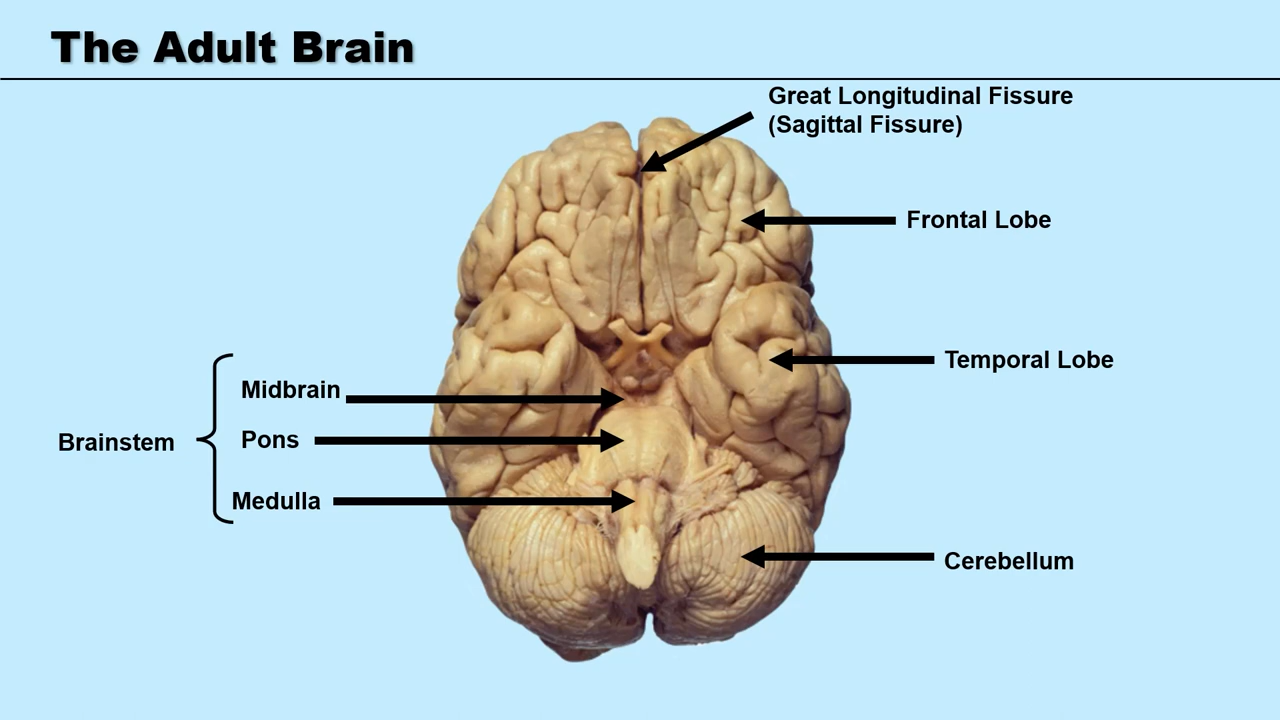 The Adult Brain
Great Longitudinal Fissure
(Sagittal Fissure)
Frontal Lobe
Temporal Lobe
Midbrain
Brainstem
Pons
Medulla
Cerebellum